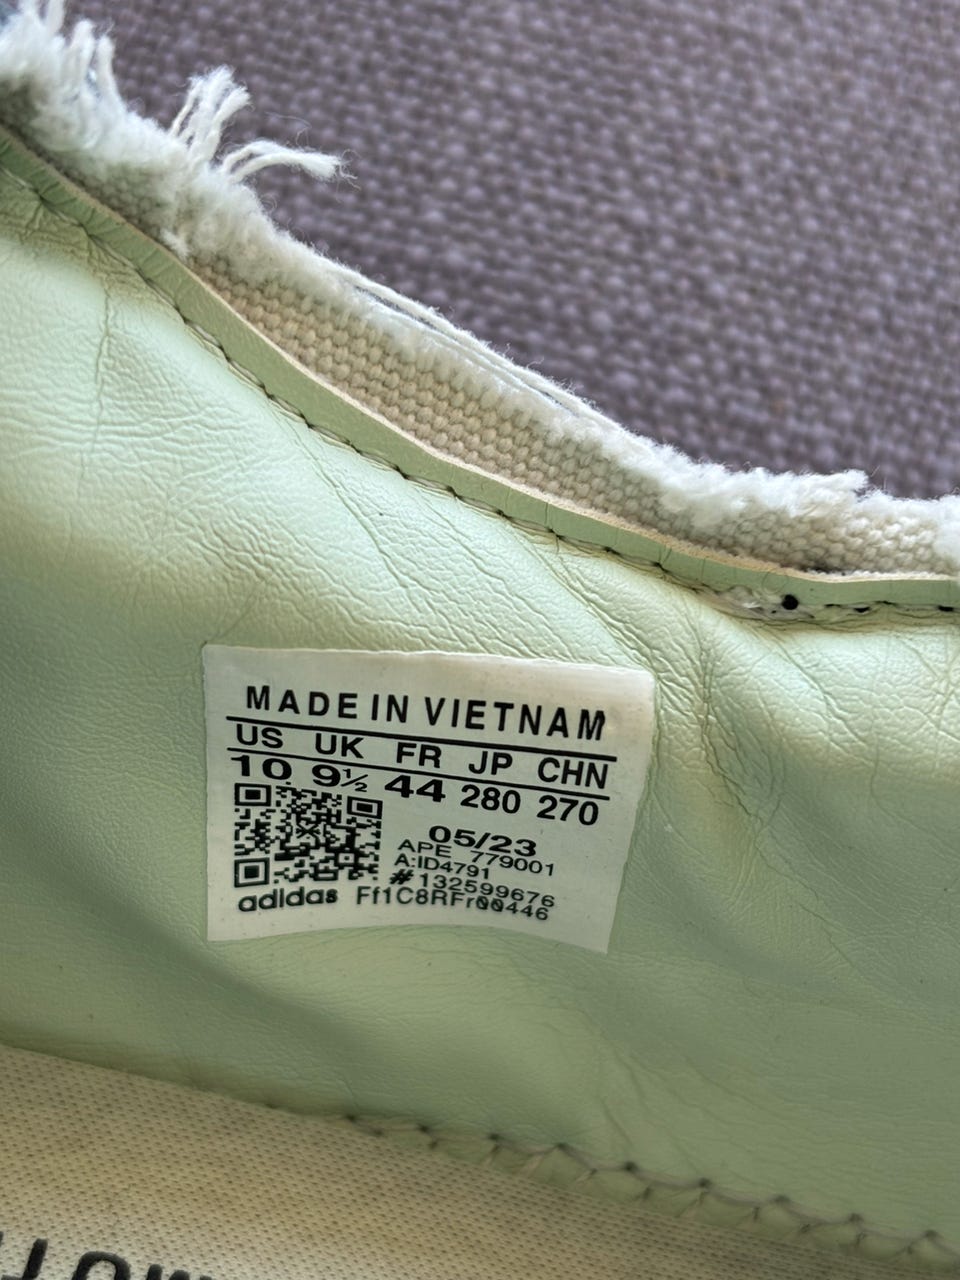 MADE IN VIETNAM
US UK FR JP CHN
10 9½ 44 280 270
05/23
APE 779001
A:ID4791
#132599676
adidas Ff1C8RFr00446